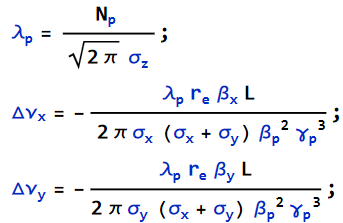 λp = Np / (√(2 π) σz) ;
Δνx = - (λp re βx L) / (2 π σx (σx + σy) βp² γp³) ;
Δνy = - (λp re βy L) / (2 π σy (σx + σy) βp² γp³) ;